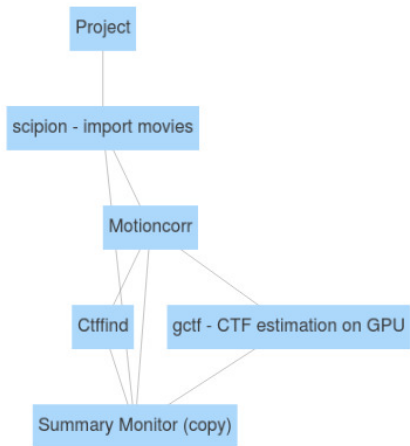 Project
scipion - import movies
Motioncorr
Ctffind
gctf - CTF estimation on GPU
Summary Monitor (copy)